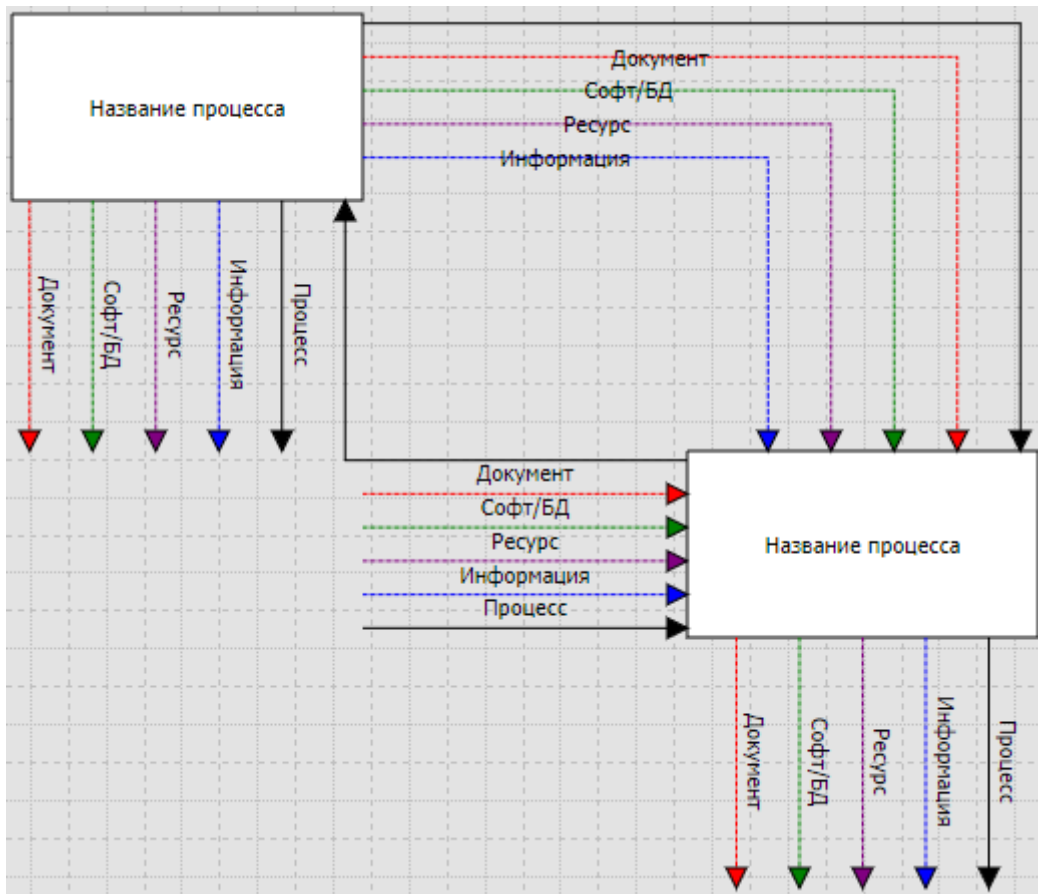 Название процесса
Документ
Софт/БД
Ресурс
Информация
Документ
Софт/БД
Ресурс
Информация
Процесс
Документ
Софт/БД
Ресурс
Информация
Процесс
Название процесса
Документ
Софт/БД
Ресурс
Информация
Процесс